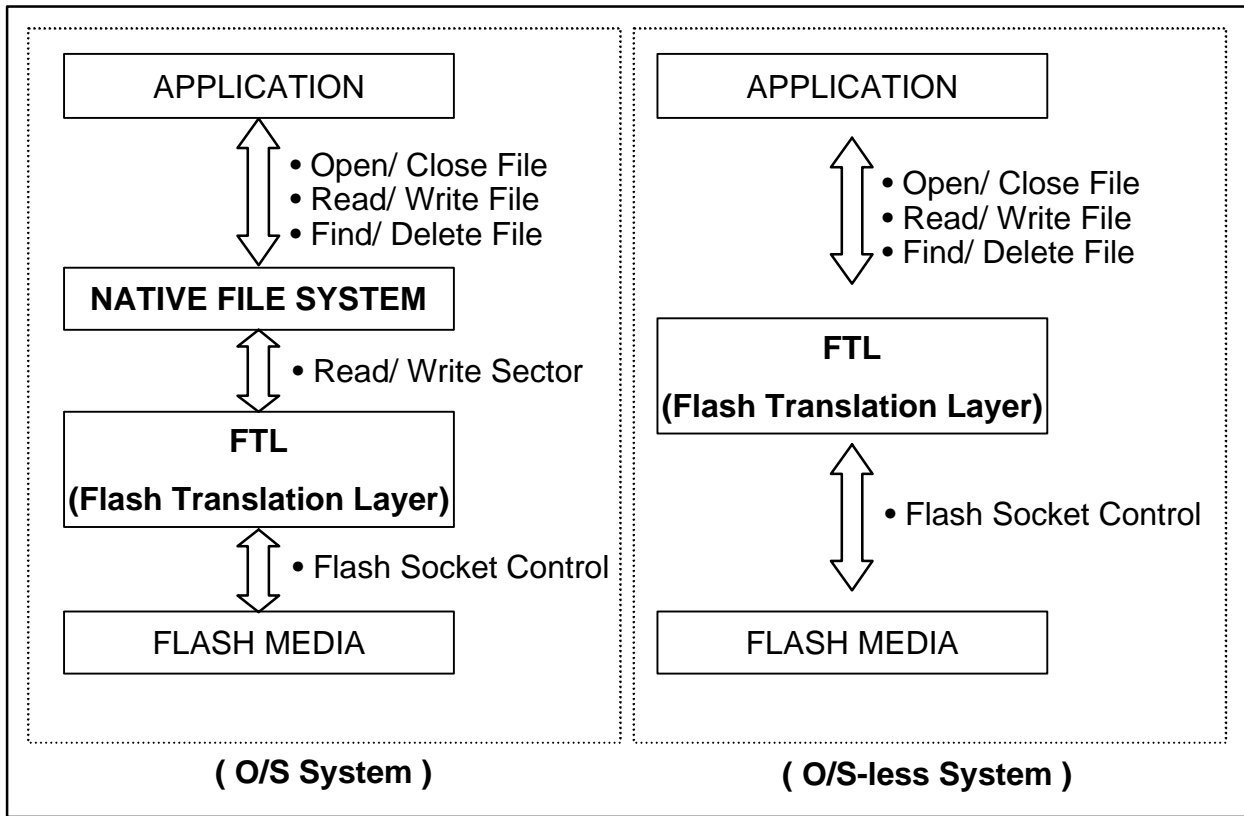 APPLICATION
• Open/ Close File
• Read/ Write File
• Find/ Delete File
NATIVE FILE SYSTEM
• Read/ Write Sector
FTL
(Flash Translation Layer)
• Flash Socket Control
FLASH MEDIA
( O/S System )
APPLICATION
• Open/ Close File
• Read/ Write File
• Find/ Delete File
FTL
(Flash Translation Layer)
• Flash Socket Control
FLASH MEDIA
( O/S-less System )